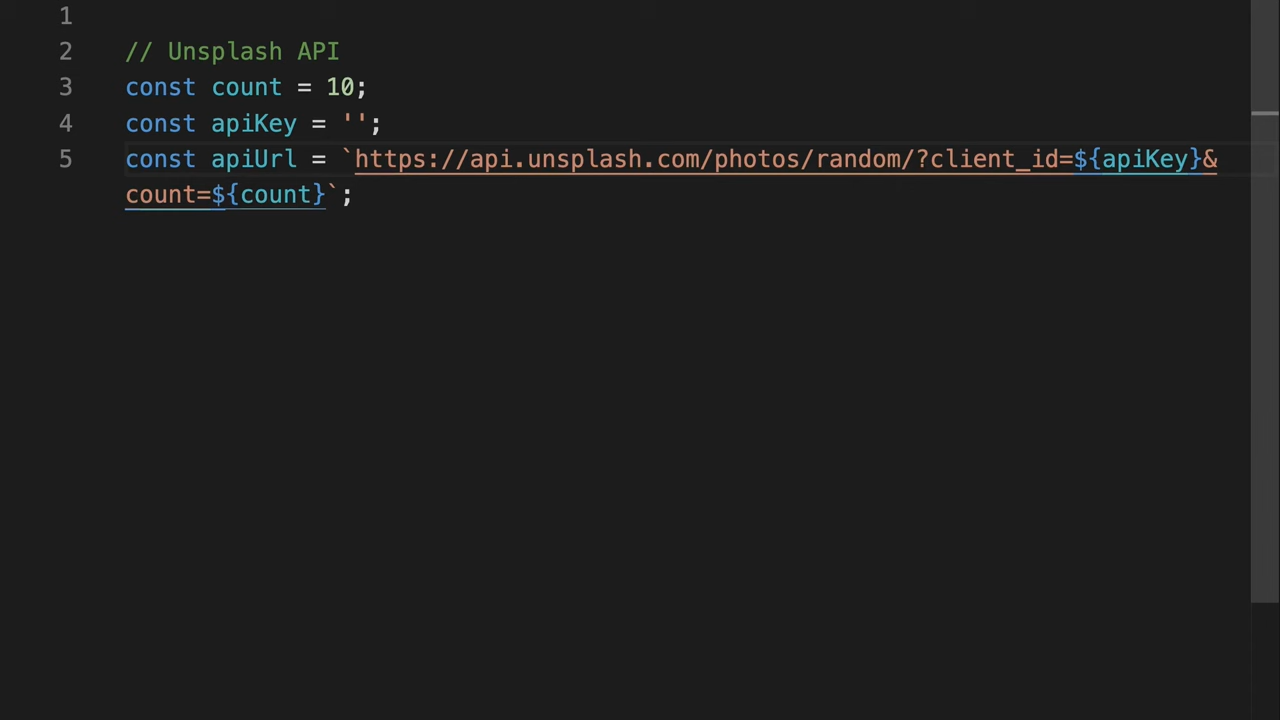 1
2 // Unsplash API
3 const count = 10;
4 const apiKey = '';
5 const apiUrl = `https://api.unsplash.com/photos/random/?client_id=${apiKey}&
count=${count}`;